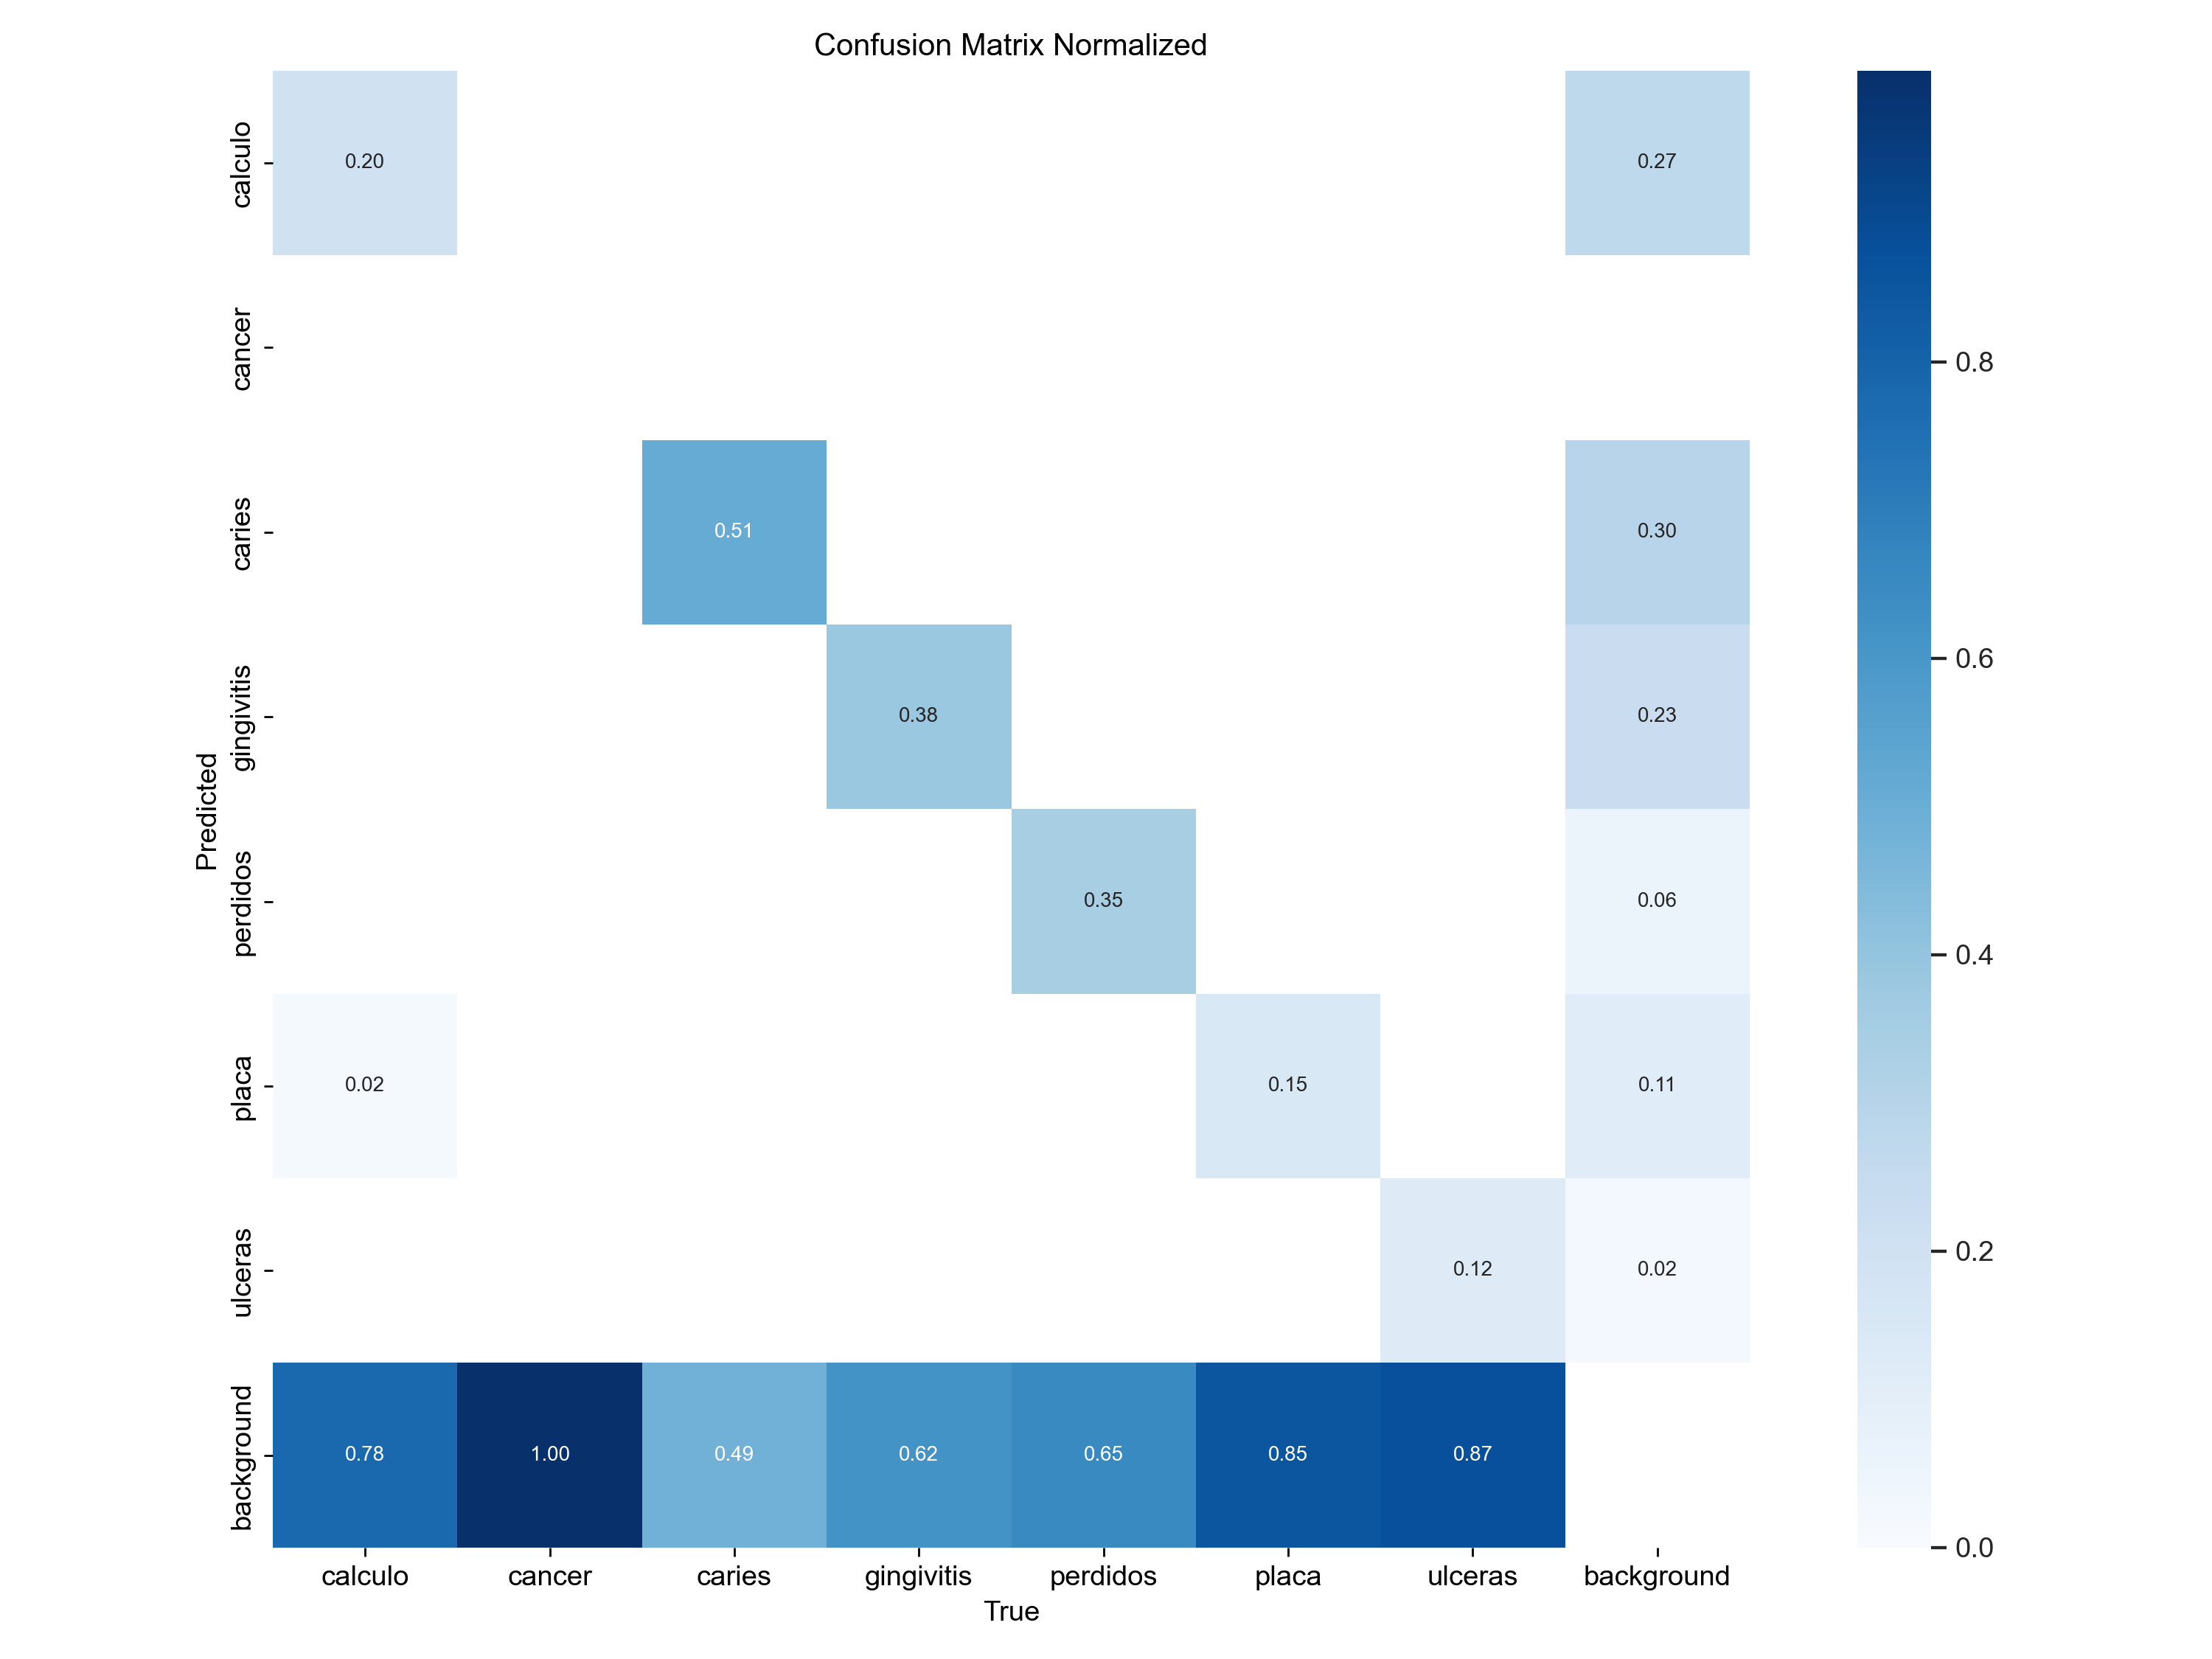 Confusion Matrix Normalized
calculo
0.20
0.27
cancer
0.8
caries
0.51
0.30
0.6
gingivitis
0.38
0.23
Predicted
perdidos
0.35
0.06
0.4
placa
0.02
0.15
0.11
ulceras
0.12
0.02
0.2
background
0.78
1.00
0.49
0.62
0.65
0.85
0.87
0.0
calculo
cancer
caries
gingivitis
perdidos
placa
ulceras
background
True